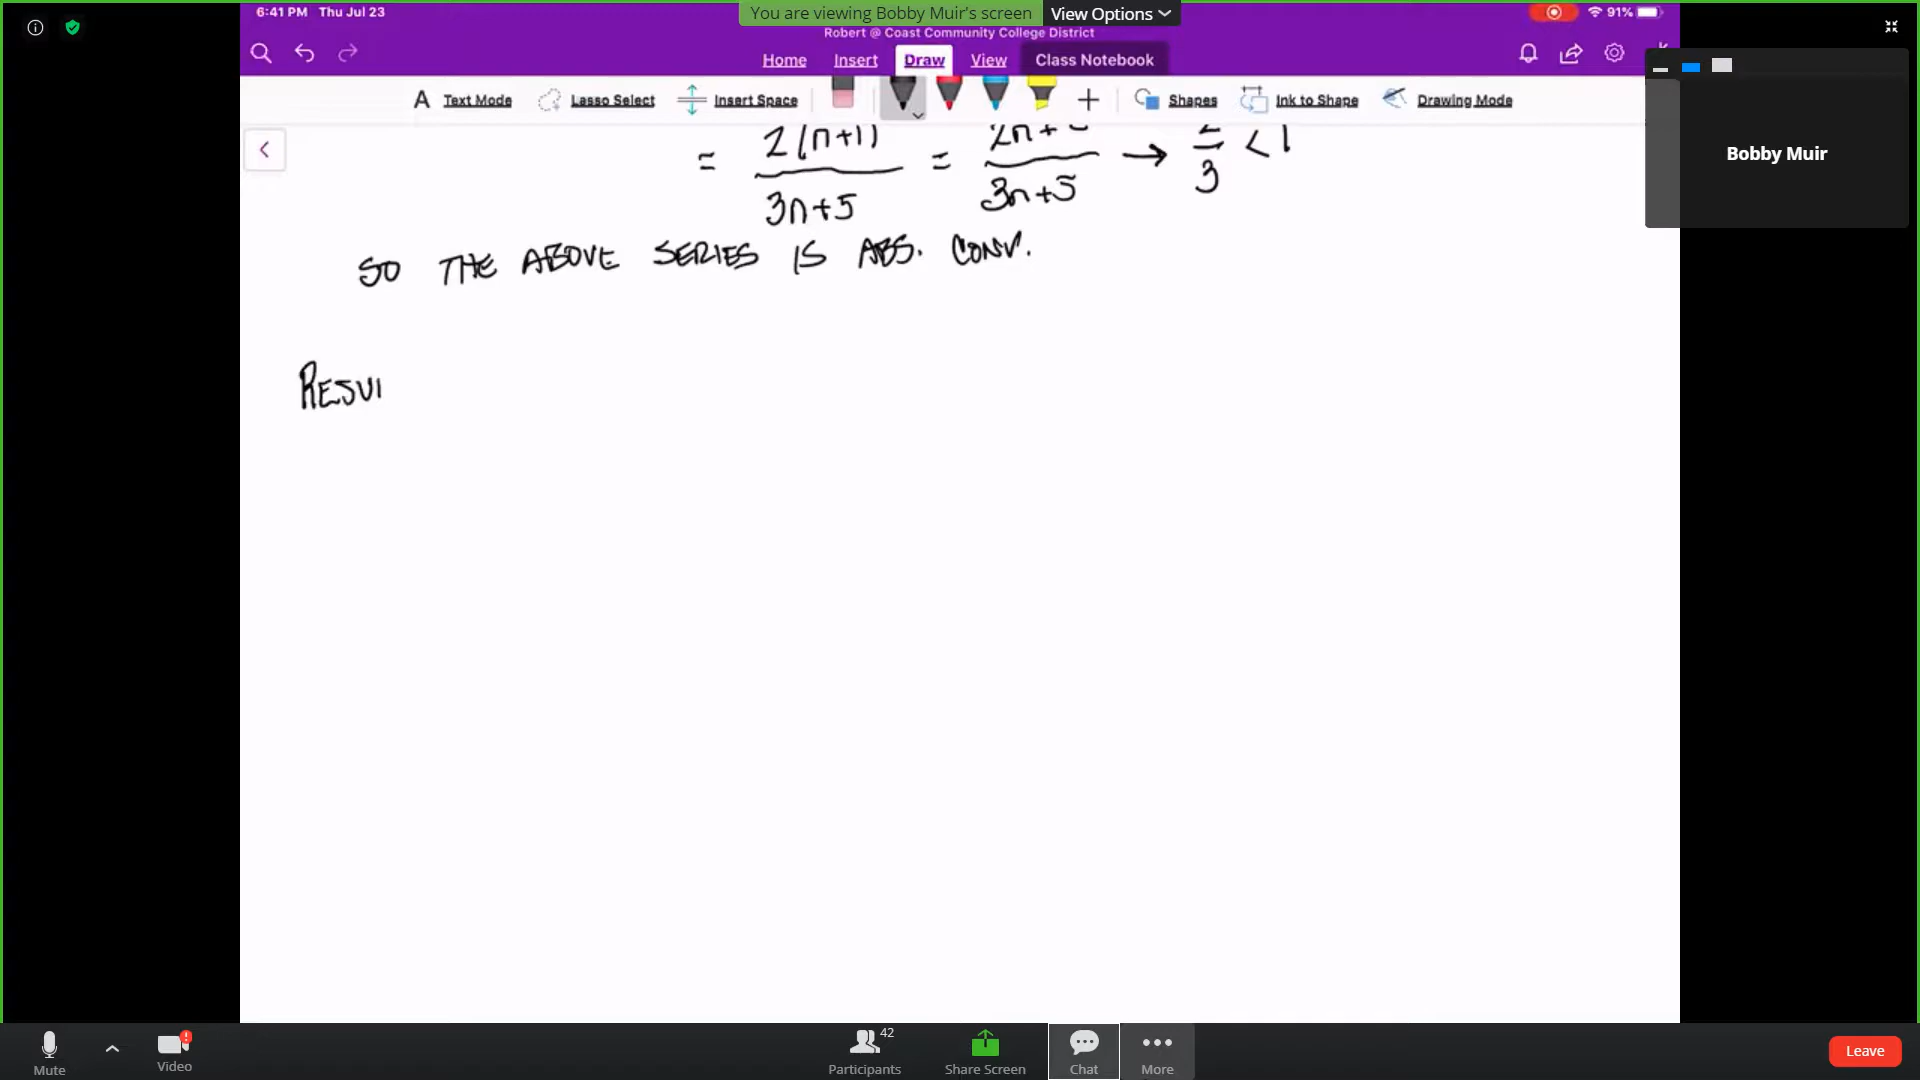 6:41 PM Thu Jul 23
You are viewing Bobby Muir's screen View Options
91%
Robert @ Coast Community College District
Home Insert Draw View Class Notebook
Text Mode Lasso Select Insert Space Shapes Ink to Shape Drawing Mode
Bobby Muir
= 2(n+1) / 3n+5 = 2n+ / 3n+5 → 2/3 < 1
SO THE ABOVE SERIES IS ABS. CONV.
RESU
Mute
Video
Participants 42
Share Screen
Chat
More
Leave